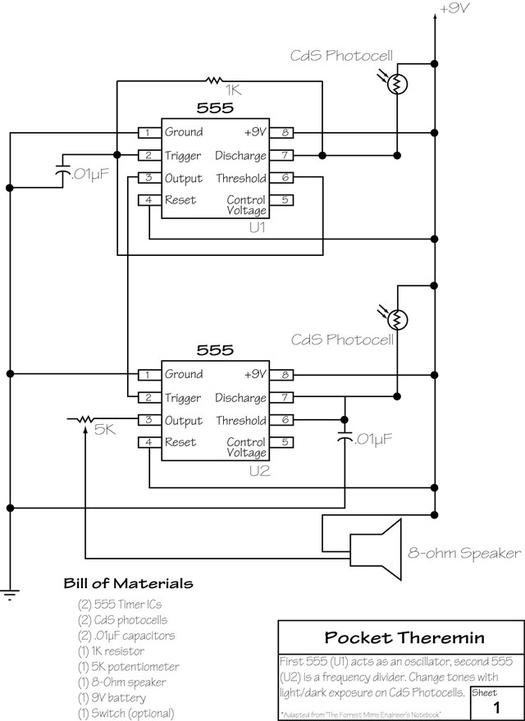 +9V
CdS Photocell
1K
555
1 Ground +9V 8
2 Trigger Discharge 7
.01µF
3 Output Threshold 6
4 Reset Control Voltage 5
U1
CdS Photocell
555
1 Ground +9V 8
2 Trigger Discharge 7
5K
3 Output Threshold 6
4 Reset Control Voltage 5
.01µF
U2
8-ohm Speaker
Bill of Materials
(2) 555 Timer ICs
(2) CdS photocells
(2) .01µF capacitors
(1) 1K resistor
(1) 5K potentiometer
(1) 8-Ohm speaker
(1) 9V battery
(1) Switch (optional)
Pocket Theremin
First 555 (U1) acts as an oscillator, second 555
(U2) is a frequency divider. Change tones with
light/dark exposure on CdS Photocells.
*Adapted from "The Forrest Mims Engineer's Notebook"
Sheet
1